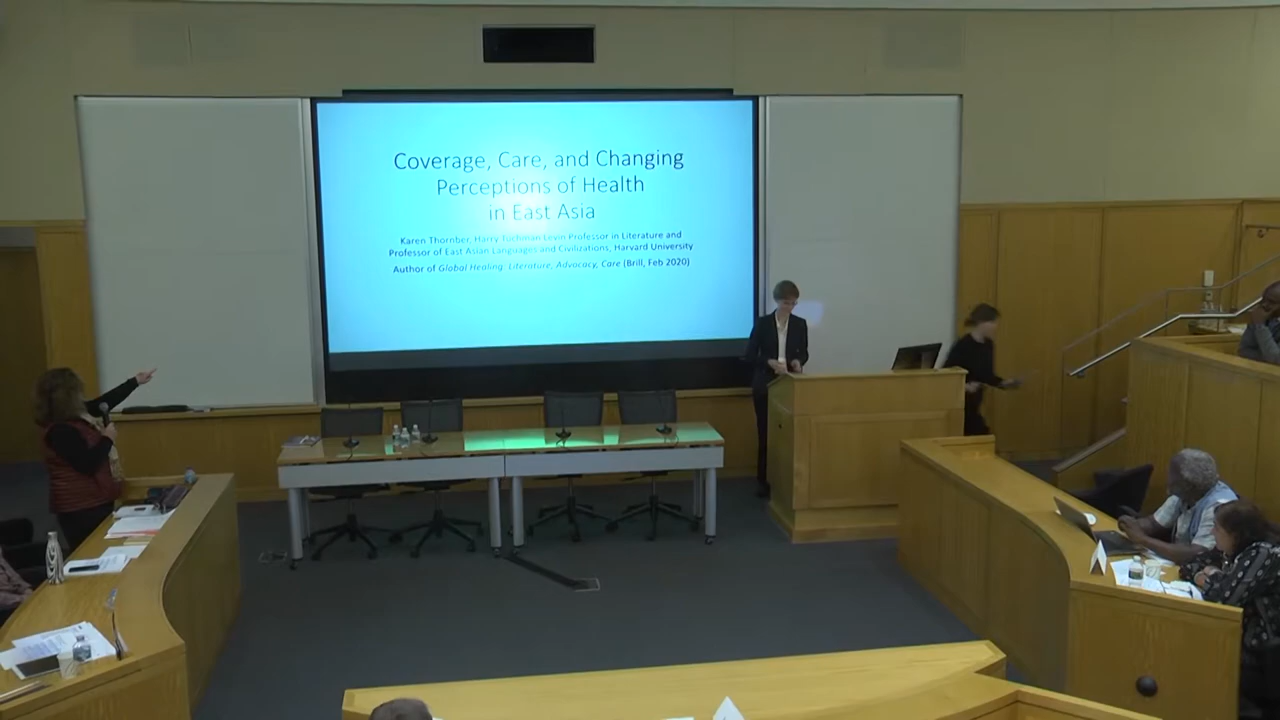 Coverage, Care, and Changing
Perceptions of Health
in East Asia
Karen Thornber, Harry Tuchman Levin Professor in Literature and
Professor of East Asian Languages and Civilizations, Harvard University
Author of Global Healing: Literature, Advocacy, Care (Brill, Feb 2020)